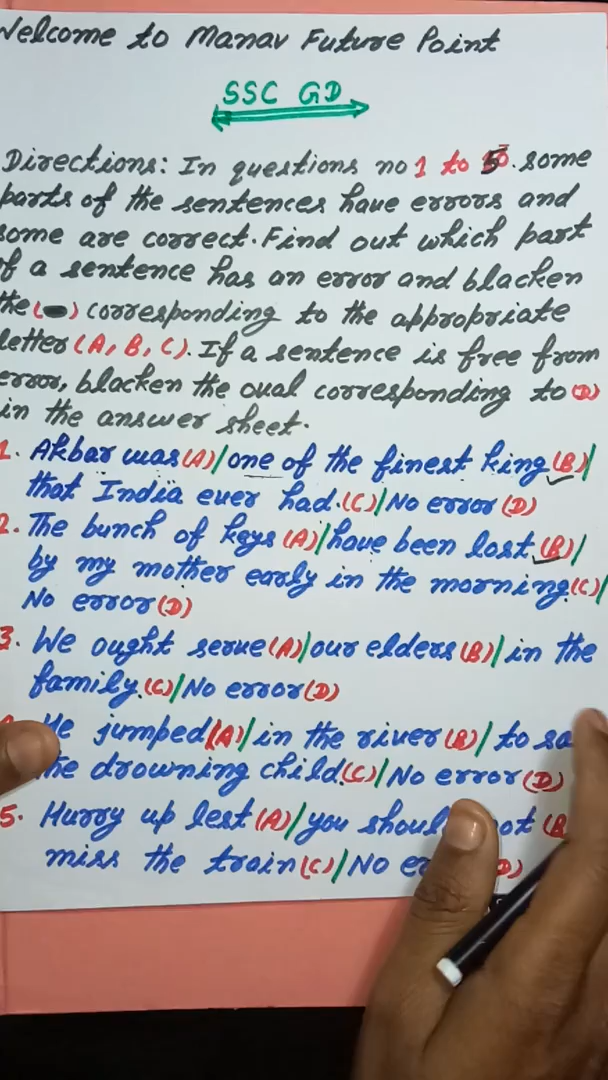 Welcome to Manav Future Point
SSC GD
Directions: In questions no 1 to 5. some
parts of the sentences have errors and
some are correct. Find out which part
of a sentence has an error and blacken
the ( ) corresponding to the appropriate
letter (A, B, C). If a sentence is free from
error, blacken the oval corresponding to (D)
in the answer sheet.
1. Akbar was (A)/one of the finest king (B)/
that India ever had. (C)/No error (D)
2. The bunch of keys (A)/have been lost (B)/
by my mother early in the morning. (C)/
No error (D)
3. We ought serve (A)/our elders (B)/in the
family. (C)/No error (D)
He jumped (A)/in the river (B)/to sa
the drowning child. (C)/No error (D)
5. Hurry up lest (A)/you shoul not (B
miss the train (C)/No er D)